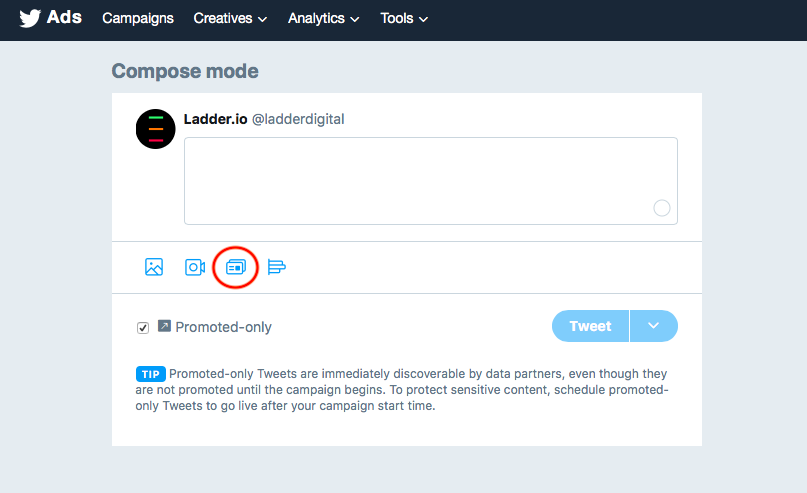 Ads Campaigns Creatives Analytics Tools
Compose mode
Ladder.io @ladderdigital
Promoted-only Tweet
TIP Promoted-only Tweets are immediately discoverable by data partners, even though they
are not promoted until the campaign begins. To protect sensitive content, schedule promoted-
only Tweets to go live after your campaign start time.